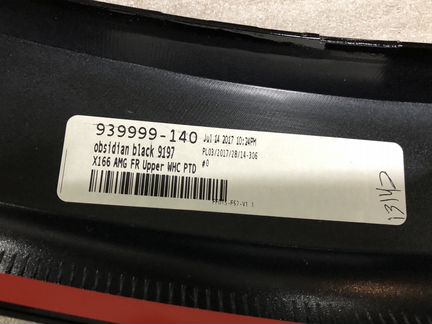 939999-140 Jul 14 2017 10:24PM
obsidian black 9197 PL03/2017/28/14-306
X166 AMG FR Upper WHC PTD #0